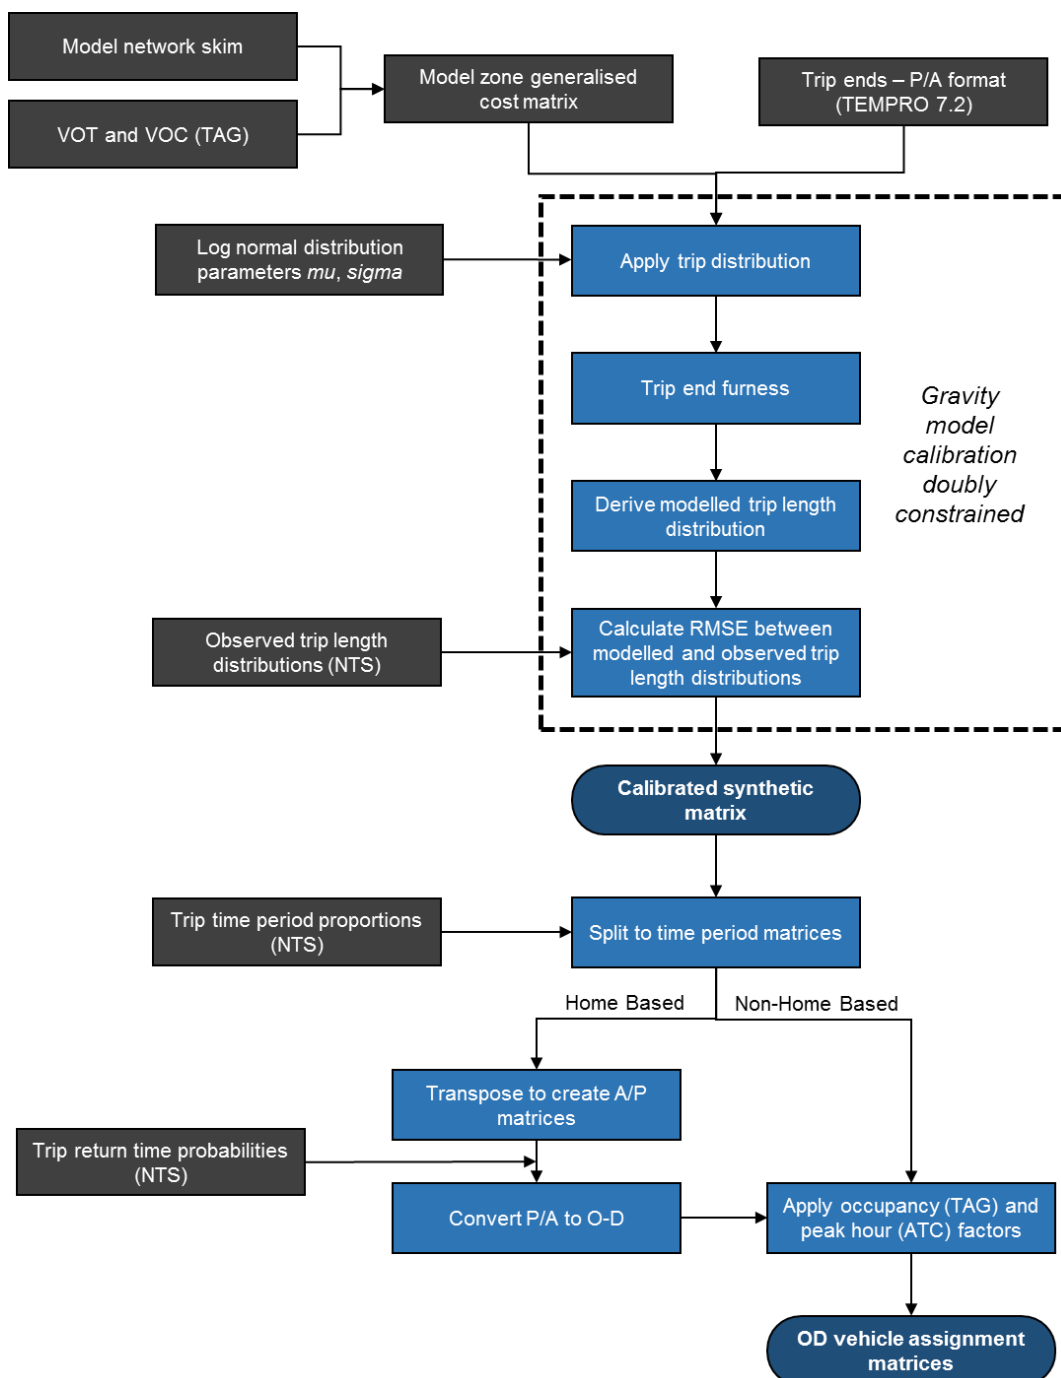 Model network skim
VOT and VOC (TAG)
Model zone generalised
cost matrix
Trip ends – P/A format
(TEMPRO 7.2)
Log normal distribution
parameters mu, sigma
Apply trip distribution
Trip end furness
Gravity
model
calibration
doubly
constrained
Derive modelled trip length
distribution
Observed trip length
distributions (NTS)
Calculate RMSE between
modelled and observed trip
length distributions
Calibrated synthetic
matrix
Trip time period proportions
(NTS)
Split to time period matrices
Home Based
Non-Home Based
Transpose to create A/P
matrices
Trip return time probabilities
(NTS)
Convert P/A to O-D
Apply occupancy (TAG) and
peak hour (ATC) factors
OD vehicle assignment
matrices